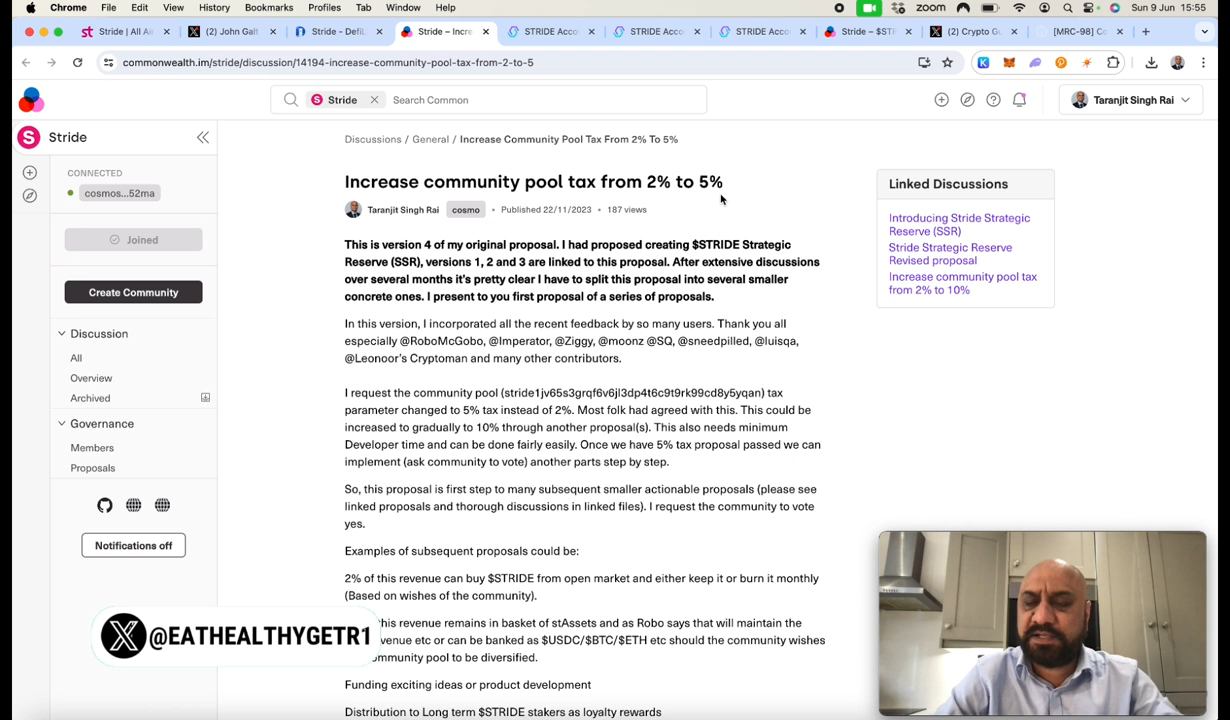 Chrome File Edit View History Bookmarks Profiles Tab Window Help
zoom Sun 9 Jun 15:55
st Stride | All Ai
(2) John Galt
Stride - DefiL
Stride – Incre
STRIDE Acco
STRIDE Acco
STRIDE Acco
Stride – $ST
(2) Crypto G
[MRC-98] Co
commonwealth.im/stride/discussion/14194-increase-community-pool-tax-from-2-to-5
S Stride Search Common
Taranjit Singh Rai
S Stride
CONNECTED
cosmos...52ma
Joined
Create Community
Discussion
All
Overview
Archived
Governance
Members
Proposals
Notifications off
Discussions / General / Increase Community Pool Tax From 2% To 5%
Increase community pool tax from 2% to 5%
Taranjit Singh Rai cosmo • Published 22/11/2023 • 187 views
This is version 4 of my original proposal. I had proposed creating $STRIDE Strategic
Reserve (SSR), versions 1, 2 and 3 are linked to this proposal. After extensive discussions
over several months it's pretty clear I have to split this proposal into several smaller
concrete ones. I present to you first proposal of a series of proposals.
In this version, I incorporated all the recent feedback by so many users. Thank you all
especially @RoboMcGobo, @Imperator, @Ziggy, @moonz @SQ, @sneedpilled, @luisqa,
@Leonoor's Cryptoman and many other contributors.
I request the community pool (stride1jv65s3grqf6v6jl3dp4t6c9t9rk99cd8y5yqan) tax
parameter changed to 5% tax instead of 2%. Most folk had agreed with this. This could be
increased to gradually to 10% through another proposal(s). This also needs minimum
Developer time and can be done fairly easily. Once we have 5% tax proposal passed we can
implement (ask community to vote) another parts step by step.
So, this proposal is first step to many subsequent smaller actionable proposals (please see
linked proposals and thorough discussions in linked files). I request the community to vote
yes.
Examples of subsequent proposals could be:
2% of this revenue can buy $STRIDE from open market and either keep it or burn it monthly
(Based on wishes of the community).
this revenue remains in basket of stAssets and as Robo says that will maintain the
venue etc or can be banked as $USDC/$BTC/$ETH etc should the community wishes
ommunity pool to be diversified.
Funding exciting ideas or product development
Distribution to Long term $STRIDE stakers as loyalty rewards
Linked Discussions
Introducing Stride Strategic
Reserve (SSR)
Stride Strategic Reserve
Revised proposal
Increase community pool tax
from 2% to 10%
X @EATHEALTHYGETR1